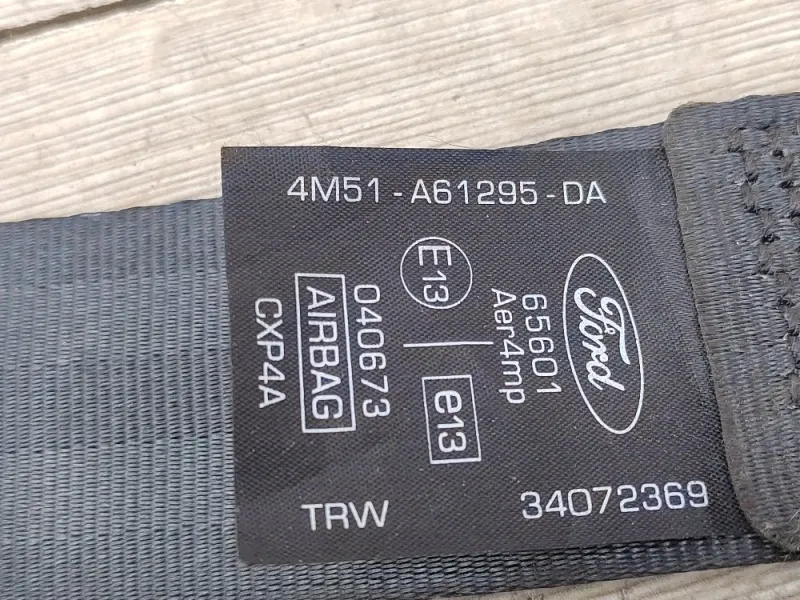 4M51-A61295-DA
E13
040673
AIRBAG
CXP4A
Ford
65601
Aer4mp
e13
TRW
34072369